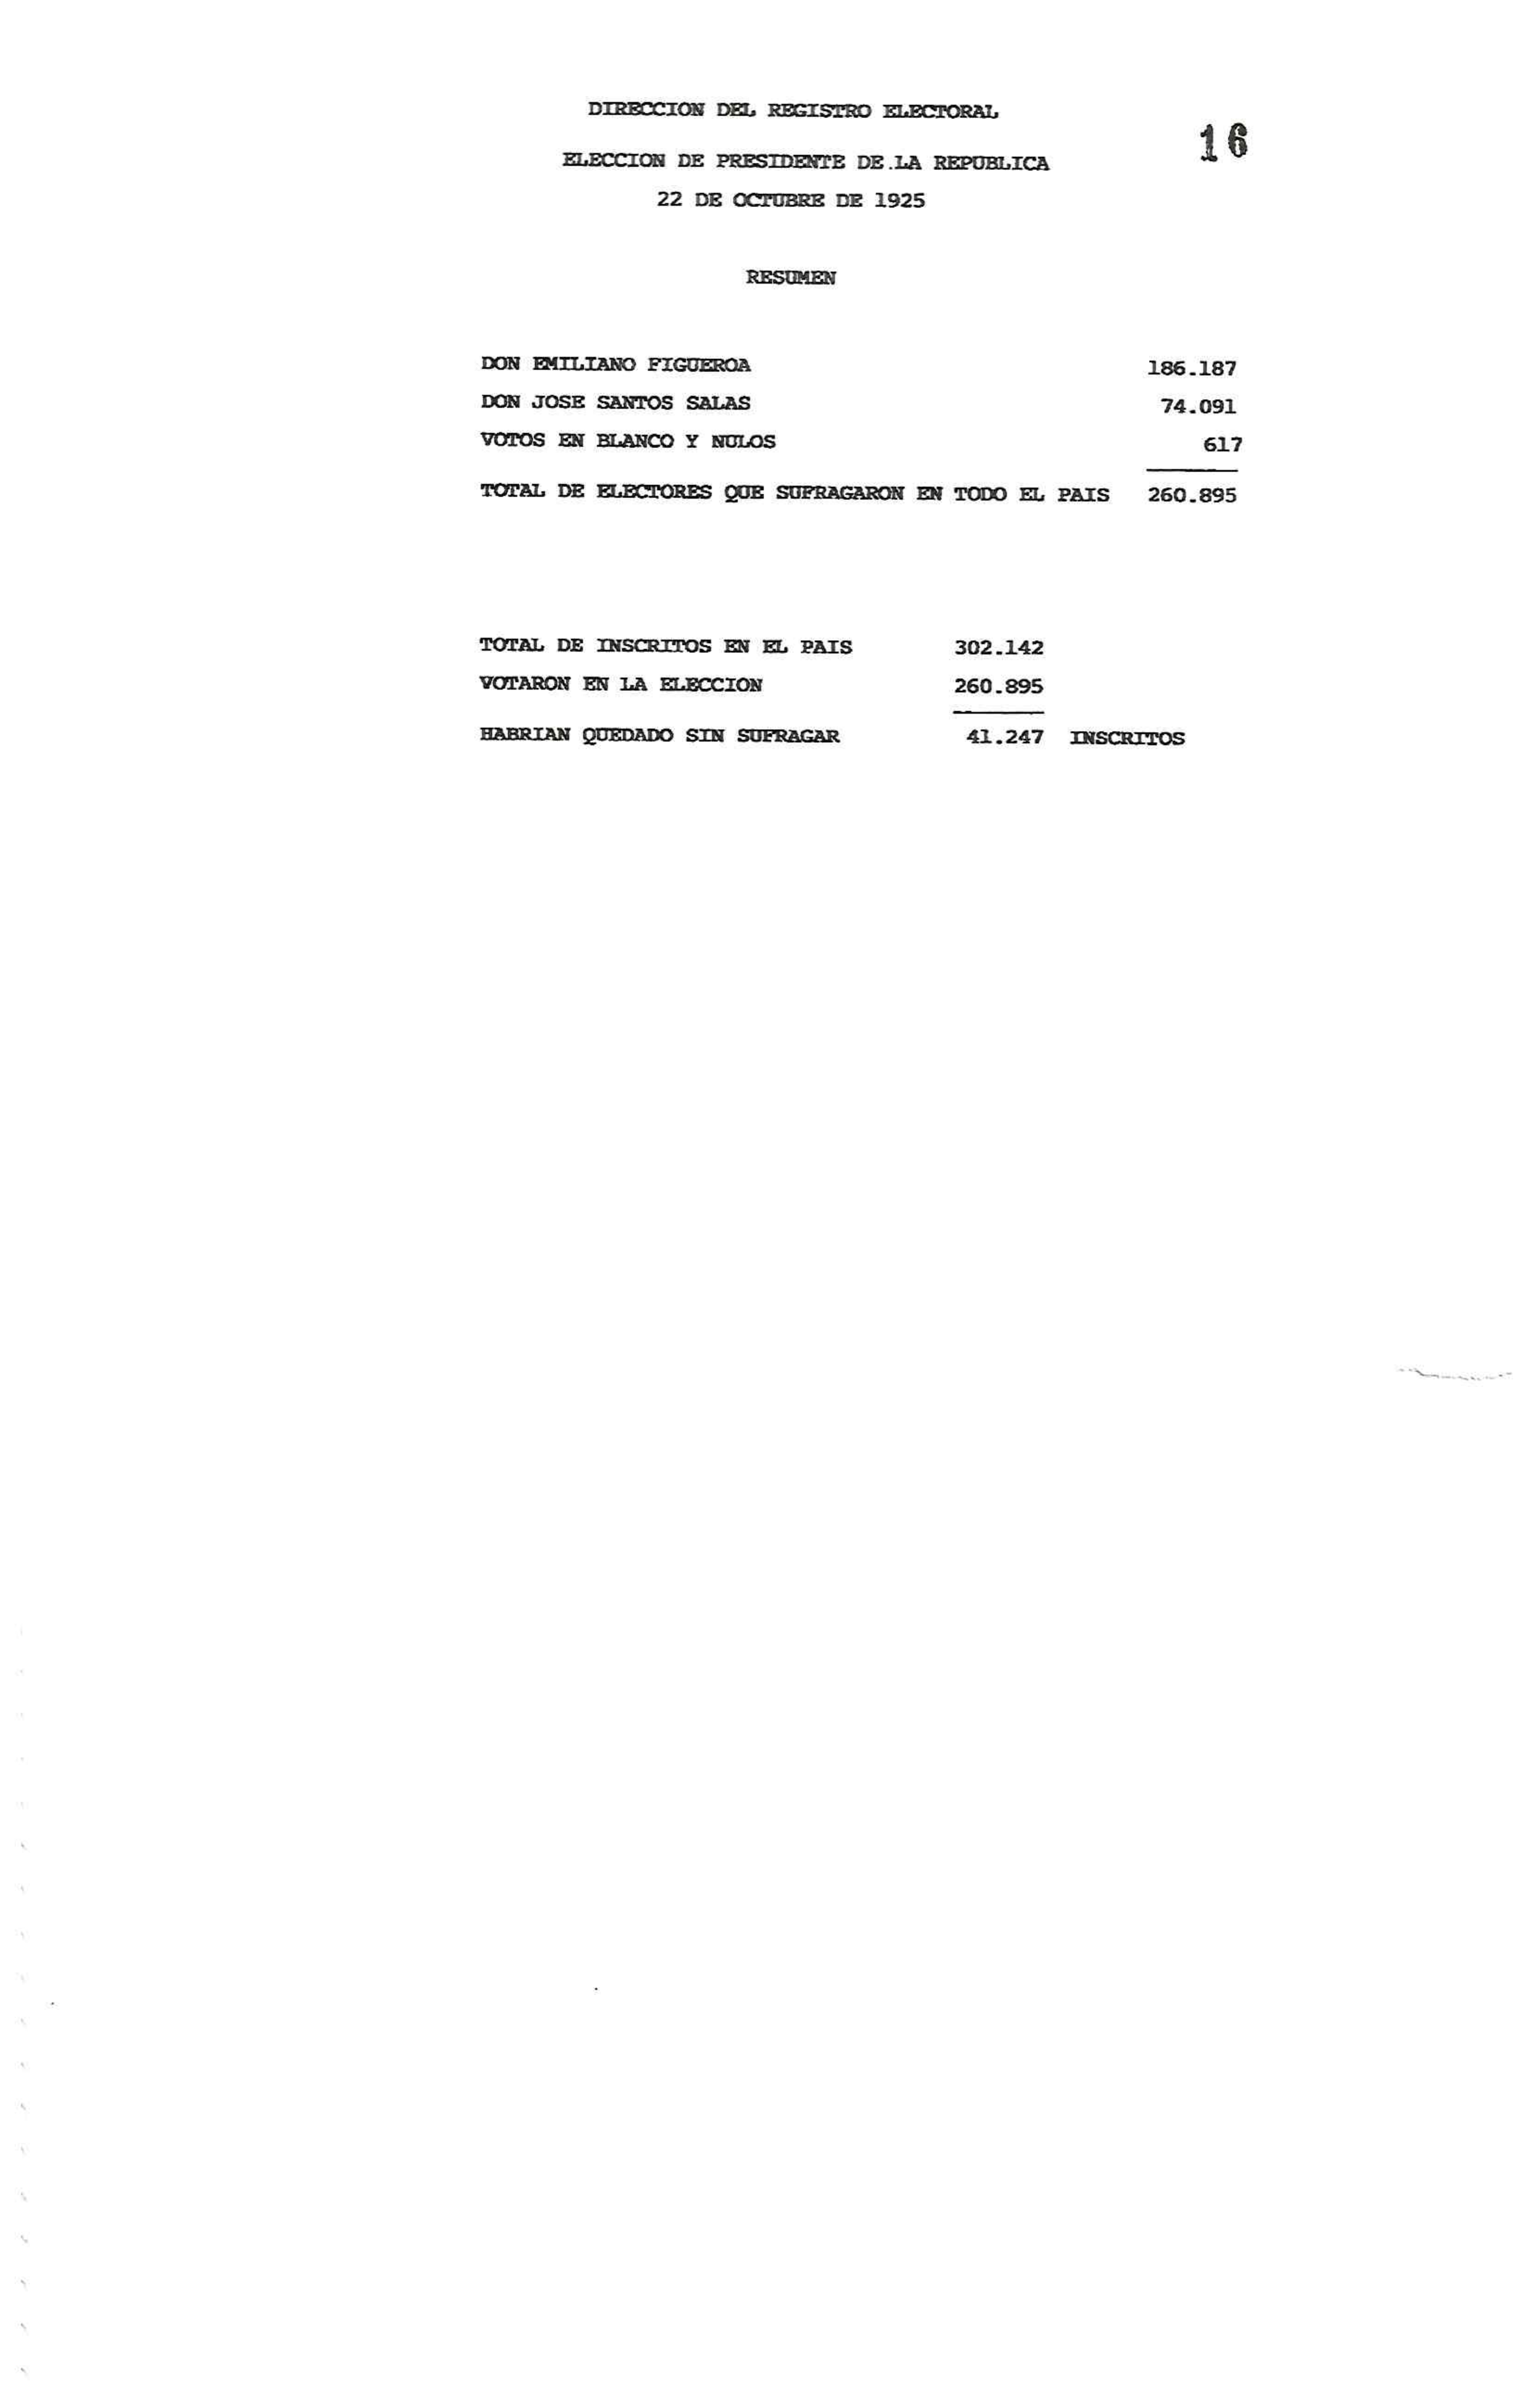 DIRECCION DEL REGISTRO ELECTORAL
16
ELECCION DE PRESIDENTE DE.LA REPUBLICA
22 DE OCTUBRE DE 1925
RESUMEN
DON EMILIANO FIGUEROA 186.187
DON JOSE SANTOS SALAS 74.091
VOTOS EN BLANCO Y NULOS 617
TOTAL DE ELECTORES QUE SUFRAGARON EN TODO EL PAIS 260.895
TOTAL DE INSCRITOS EN EL PAIS 302.142
VOTARON EN LA ELECCION 260.895
HABRIAN QUEDADO SIN SUFRAGAR 41.247 INSCRITOS